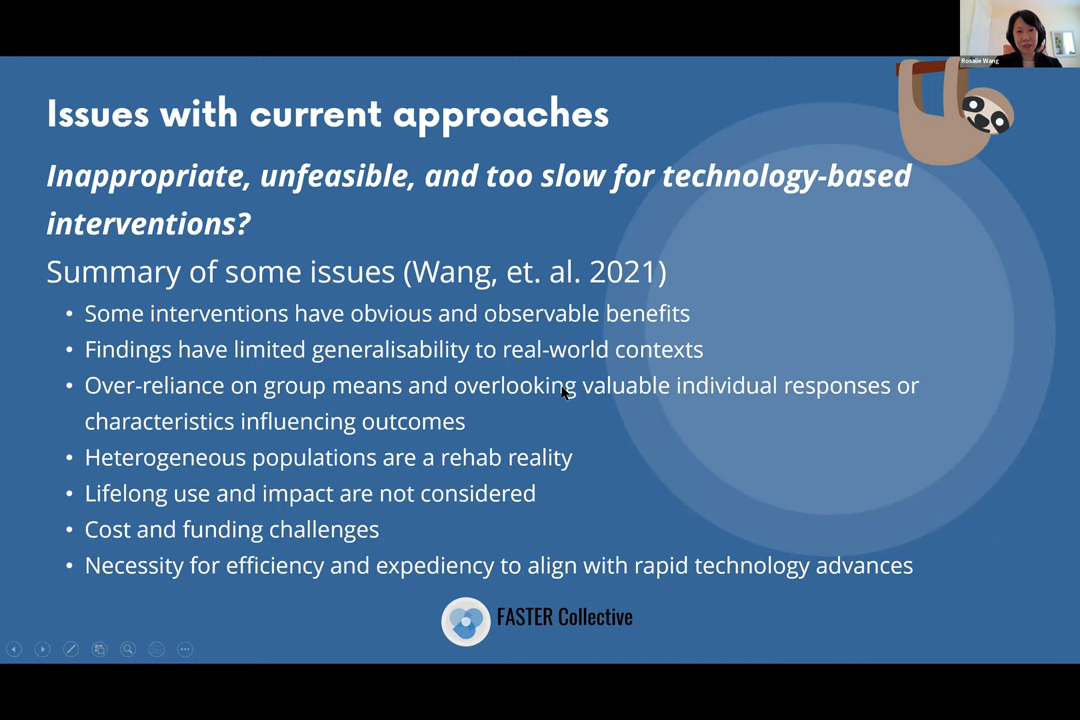 Rosalie Wang
Issues with current approaches
Inappropriate, unfeasible, and too slow for technology-based
interventions?
Summary of some issues (Wang, et. al. 2021)
• Some interventions have obvious and observable benefits
• Findings have limited generalisability to real-world contexts
• Over-reliance on group means and overlooking valuable individual responses or
characteristics influencing outcomes
• Heterogeneous populations are a rehab reality
• Lifelong use and impact are not considered
• Cost and funding challenges
• Necessity for efficiency and expediency to align with rapid technology advances
FASTER Collective